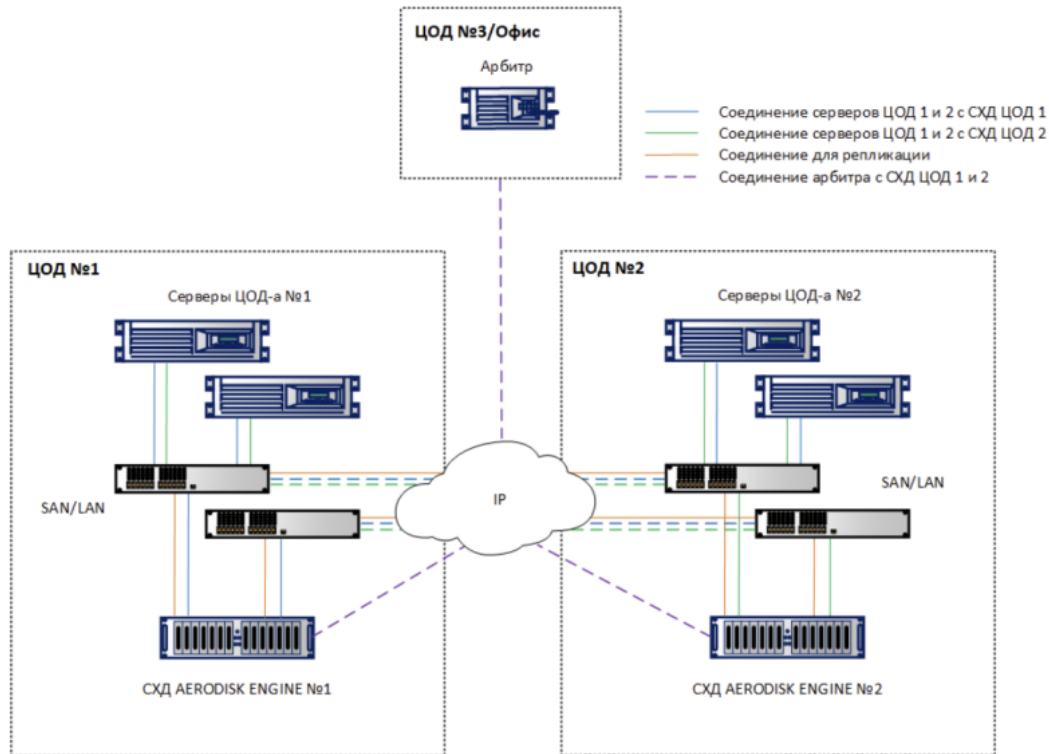 ЦОД №3/Офис
Арбитр
Соединение серверов ЦОД 1 и 2 с СХД ЦОД 1
Соединение серверов ЦОД 1 и 2 с СХД ЦОД 2
Соединение для репликации
Соединение арбитра с СХД ЦОД 1 и 2
ЦОД №1
Серверы ЦОД-а №1
SAN/LAN
СХД AERODISK ENGINE №1
IP
ЦОД №2
Серверы ЦОД-а №2
SAN/LAN
СХД AERODISK ENGINE №2